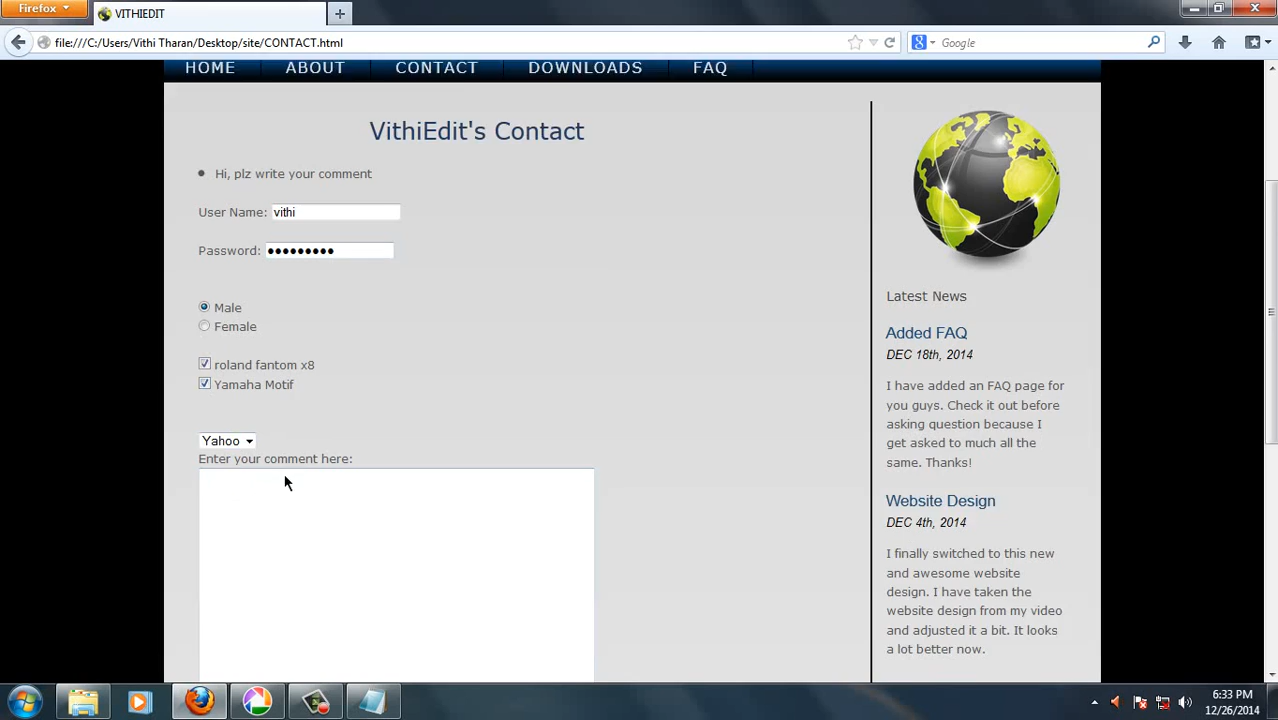 Firefox
VITHIEDIT
file:///C:/Users/Vithi Tharan/Desktop/site/CONTACT.html
Google
HOME ABOUT CONTACT DOWNLOADS FAQ
VithiEdit's Contact
Hi, plz write your comment
User Name: vithi
Password: •••••••••
Male
Female
roland fantom x8
Yamaha Motif
Yahoo
Enter your comment here:
Latest News
Added FAQ
DEC 18th, 2014
I have added an FAQ page for
you guys. Check it out before
asking question because I
get asked to much all the
same. Thanks!
Website Design
DEC 4th, 2014
I finally switched to this new
and awesome website
design. I have taken the
website design from my video
and adjusted it a bit. It looks
a lot better now.
6:33 PM
12/26/2014